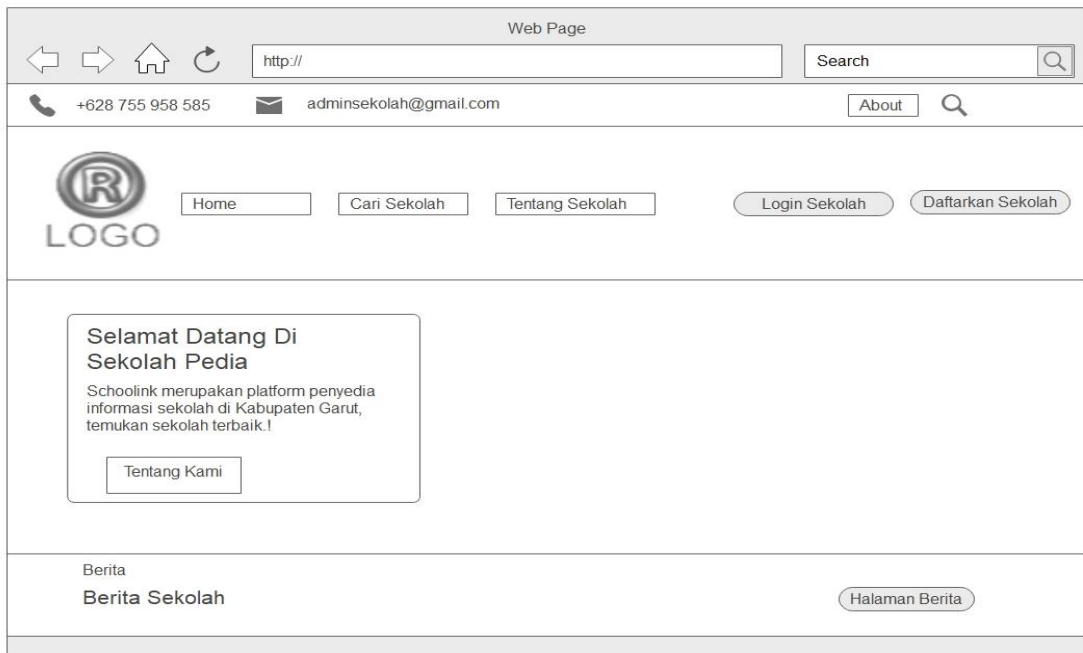 Web Page
http://
Search
+628 755 958 585
adminsekolah@gmail.com
About
R
LOGO
Home
Cari Sekolah
Tentang Sekolah
Login Sekolah
Daftarkan Sekolah
Selamat Datang Di
Sekolah Pedia
Schoolink merupakan platform penyedia
informasi sekolah di Kabupaten Garut,
temukan sekolah terbaik.!
Tentang Kami
Berita
Berita Sekolah
Halaman Berita